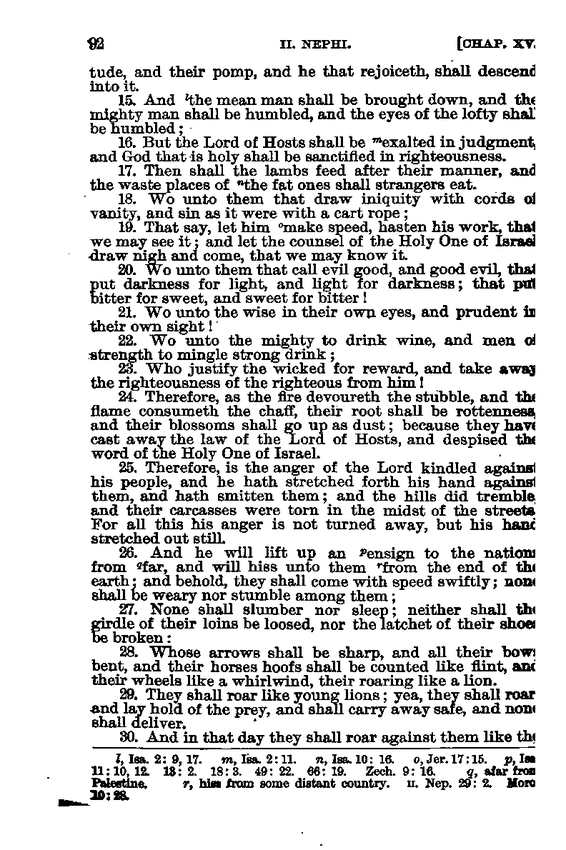 92 II. NEPHI. [CHAP. XV.
tude, and their pomp, and he that rejoiceth, shall descend
into it.
15. And lthe mean man shall be brought down, and the
mighty man shall be humbled, and the eyes of the lofty shall
be humbled;
16. But the Lord of Hosts shall be mexalted in judgment,
and God that is holy shall be sanctified in righteousness.
17. Then shall the lambs feed after their manner, and
the waste places of nthe fat ones shall strangers eat.
18. Wo unto them that draw iniquity with cords of
vanity, and sin as it were with a cart rope;
19. That say, let him omake speed, hasten his work, that
we may see it; and let the counsel of the Holy One of Israel
draw nigh and come, that we may know it.
20. Wo unto them that call evil good, and good evil, that
put darkness for light, and light for darkness; that put
bitter for sweet, and sweet for bitter!
21. Wo unto the wise in their own eyes, and prudent in
their own sight!
22. Wo unto the mighty to drink wine, and men of
strength to mingle strong drink;
23. Who justify the wicked for reward, and take away
the righteousness of the righteous from him!
24. Therefore, as the fire devoureth the stubble, and the
flame consumeth the chaff, their root shall be rottenness,
and their blossoms shall go up as dust; because they have
cast away the law of the Lord of Hosts, and despised the
word of the Holy One of Israel.
25. Therefore, is the anger of the Lord kindled against
his people, and he hath stretched forth his hand against
them, and hath smitten them; and the hills did tremble,
and their carcasses were torn in the midst of the streets.
For all this his anger is not turned away, but his hand
stretched out still.
26. And he will lift up an pensign to the nations
from qfar, and will hiss unto them rfrom the end of the
earth; and behold, they shall come with speed swiftly; none
shall be weary nor stumble among them;
27. None shall slumber nor sleep; neither shall the
girdle of their loins be loosed, nor the latchet of their shoes
be broken:
28. Whose arrows shall be sharp, and all their bows
bent, and their horses hoofs shall be counted like flint, and
their wheels like a whirlwind, their roaring like a lion.
29. They shall roar like young lions; yea, they shall roar
and lay hold of the prey, and shall carry away safe, and none
shall deliver.
30. And in that day they shall roar against them like the
l, Isa. 2: 9, 17. m, Isa. 2: 11. n, Isa. 10: 16. o, Jer. 17: 15. p, Isa
11: 10, 12. 13: 2. 18: 3. 49: 22. 66: 19. Zech. 9: 16. q, afar from
Palestine. r, hiss from some distant country. II. Nep. 29: 2. Moro
10: 28.